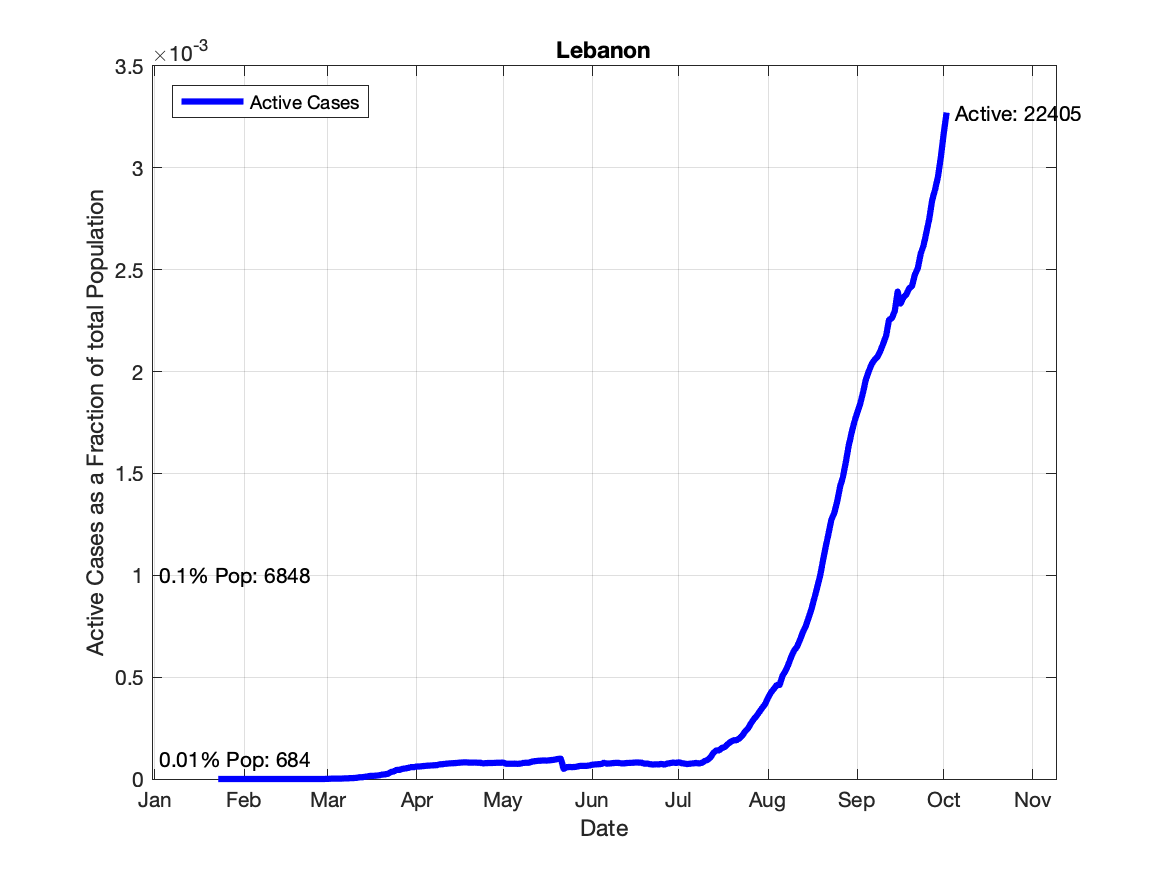 Lebanon
×10-3
3.5
Active Cases
Active: 22405
3
2.5
2
1.5
1
0.1% Pop: 6848
0.5
0.01% Pop: 684
0
Active Cases as a Fraction of total Population
Jan Feb Mar Apr May Jun Jul Aug Sep Oct Nov
Date